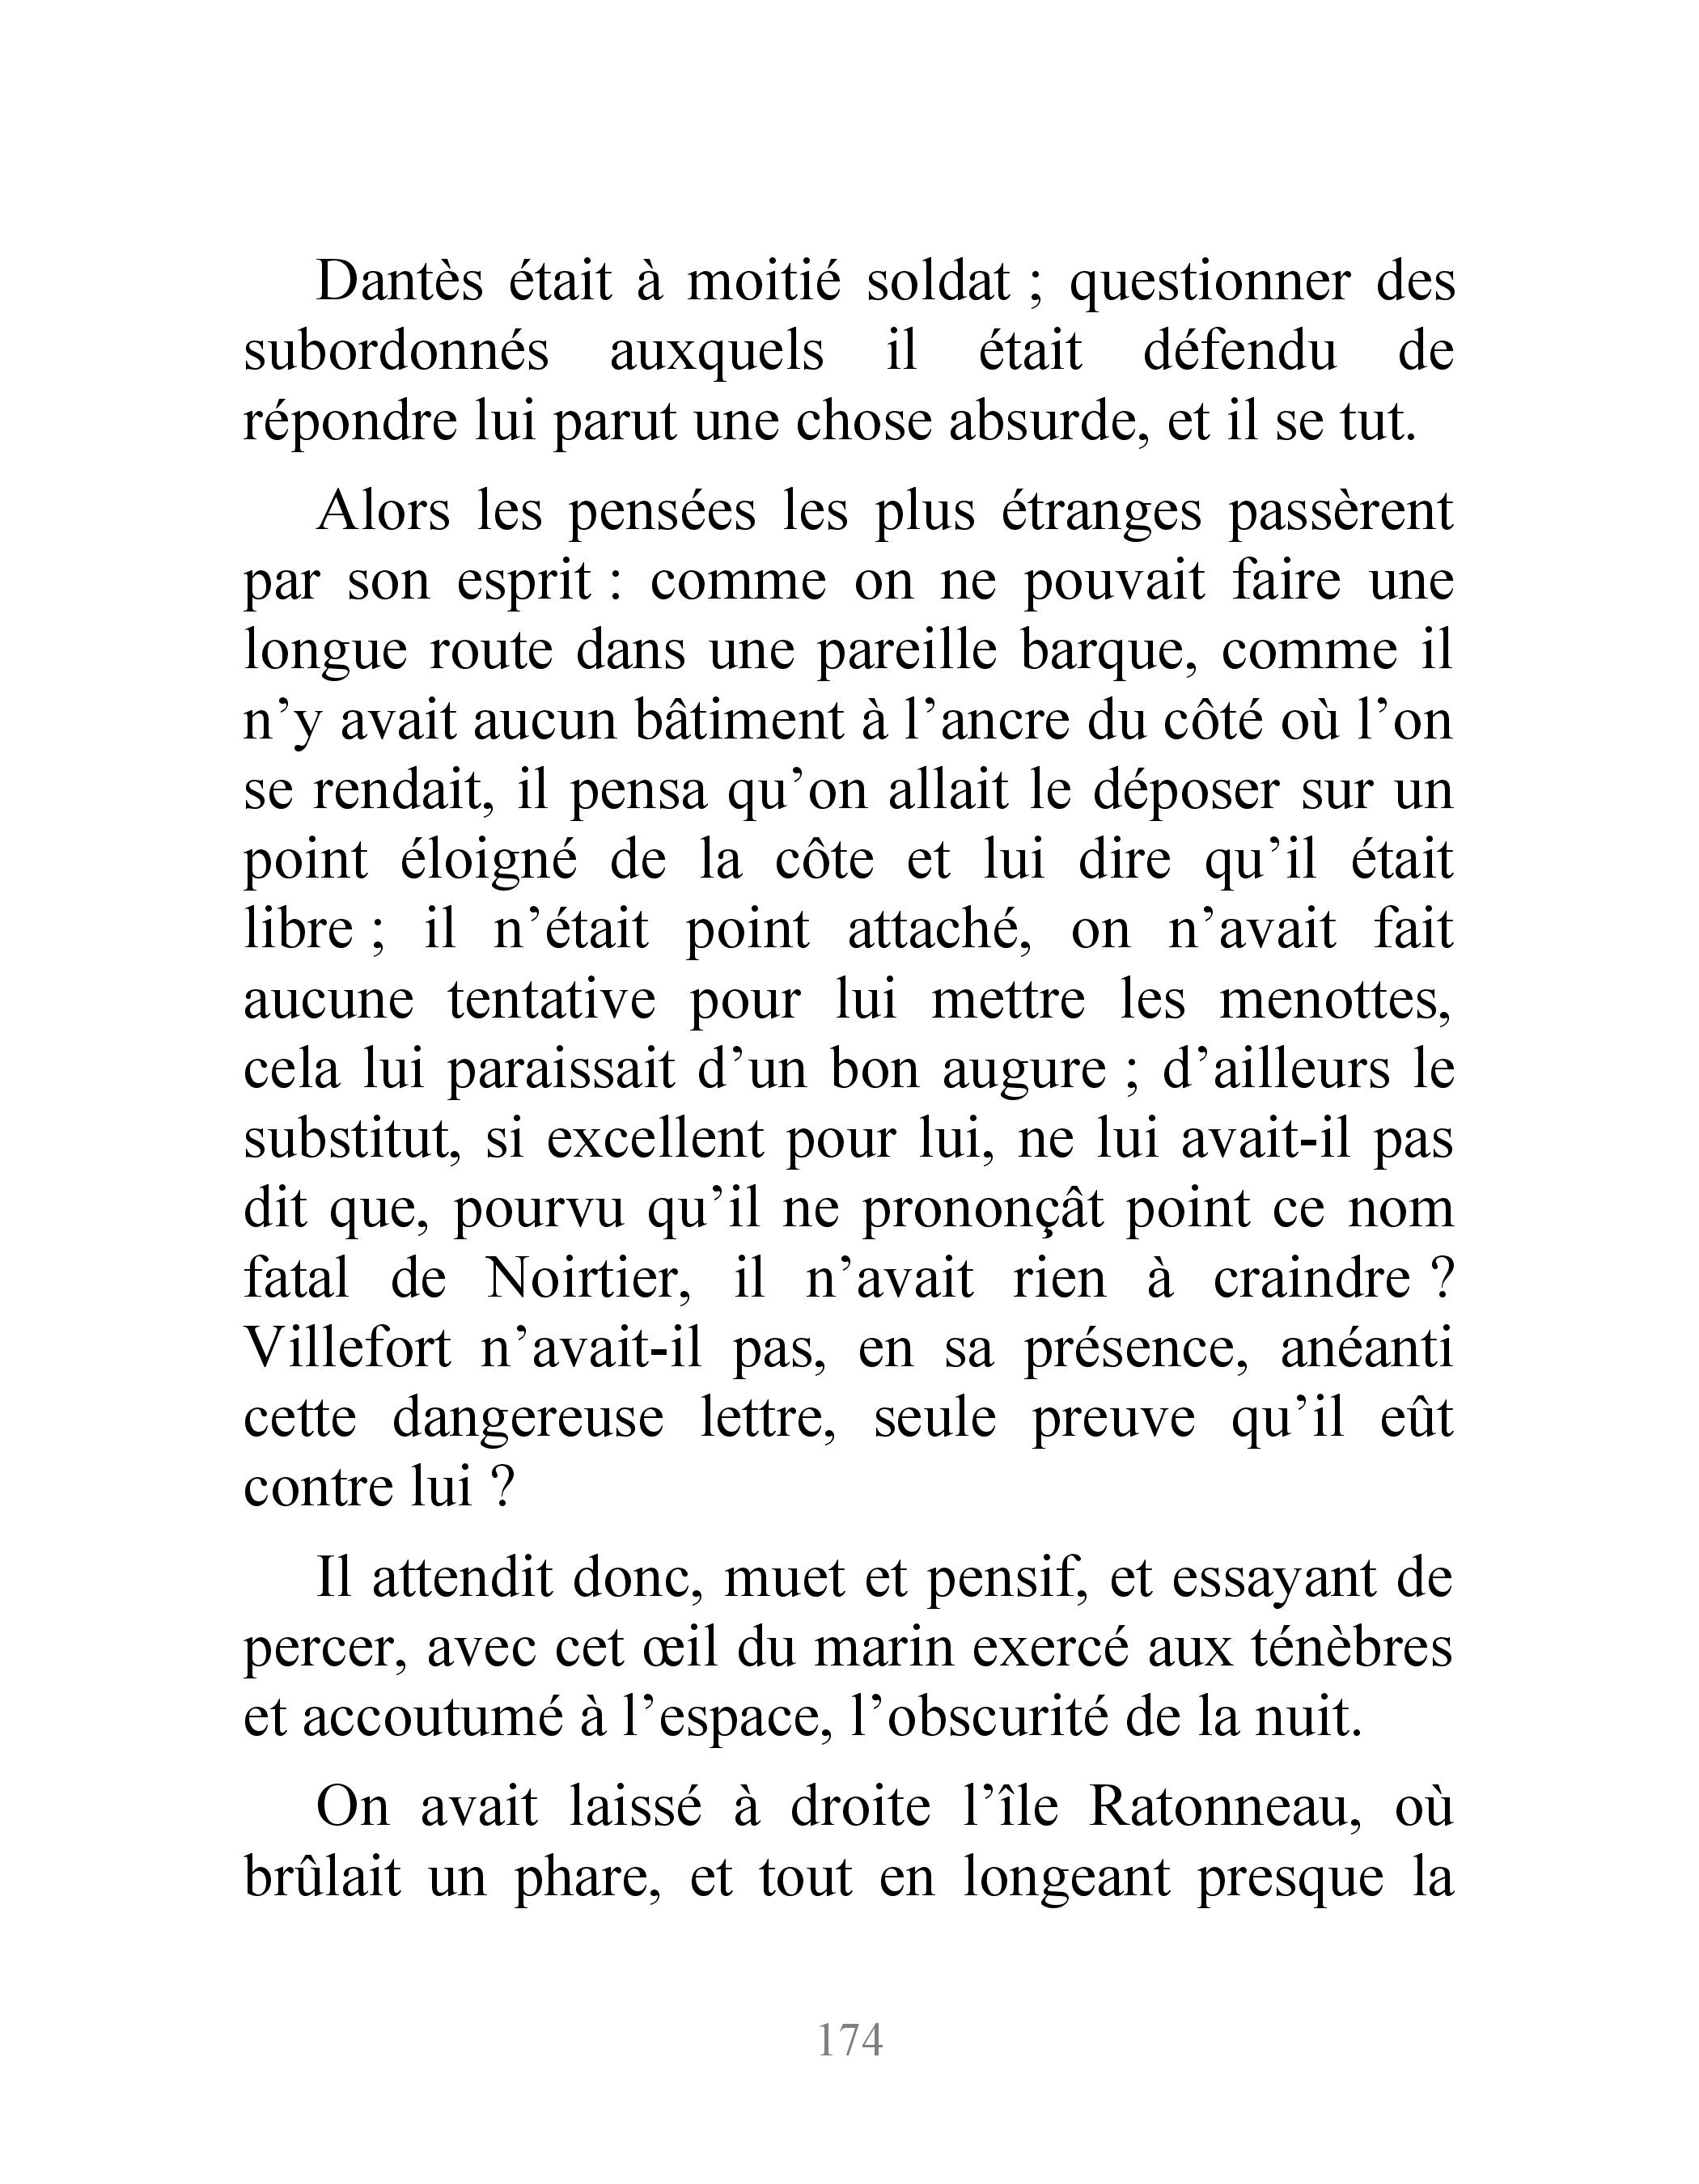 Dantès était à moitié soldat ; questionner des
subordonnés auxquels il était défendu de
répondre lui parut une chose absurde, et il se tut.
Alors les pensées les plus étranges passèrent
par son esprit : comme on ne pouvait faire une
longue route dans une pareille barque, comme il
n’y avait aucun bâtiment à l’ancre du côté où l’on
se rendait, il pensa qu’on allait le déposer sur un
point éloigné de la côte et lui dire qu’il était
libre ; il n’était point attaché, on n’avait fait
aucune tentative pour lui mettre les menottes,
cela lui paraissait d’un bon augure ; d’ailleurs le
substitut, si excellent pour lui, ne lui avait-il pas
dit que, pourvu qu’il ne prononçât point ce nom
fatal de Noirtier, il n’avait rien à craindre ?
Villefort n’avait-il pas, en sa présence, anéanti
cette dangereuse lettre, seule preuve qu’il eût
contre lui ?
Il attendit donc, muet et pensif, et essayant de
percer, avec cet œil du marin exercé aux ténèbres
et accoutumé à l’espace, l’obscurité de la nuit.
On avait laissé à droite l’île Ratonneau, où
brûlait un phare, et tout en longeant presque la
174